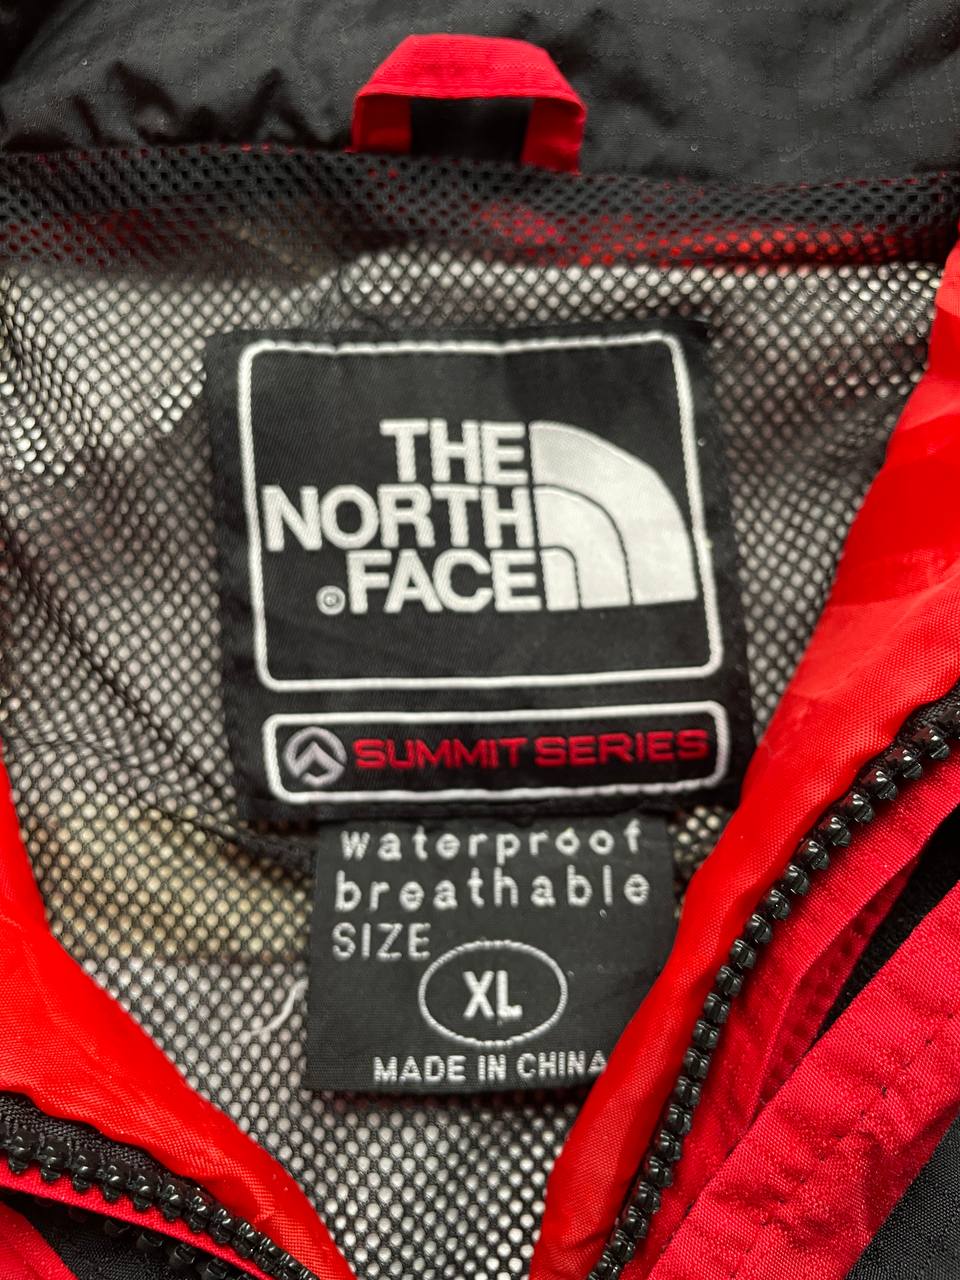 THE
NORTH
®FACE
SUMMIT SERIES
waterproof
breathable
SIZE
XL
MADE IN CHINA